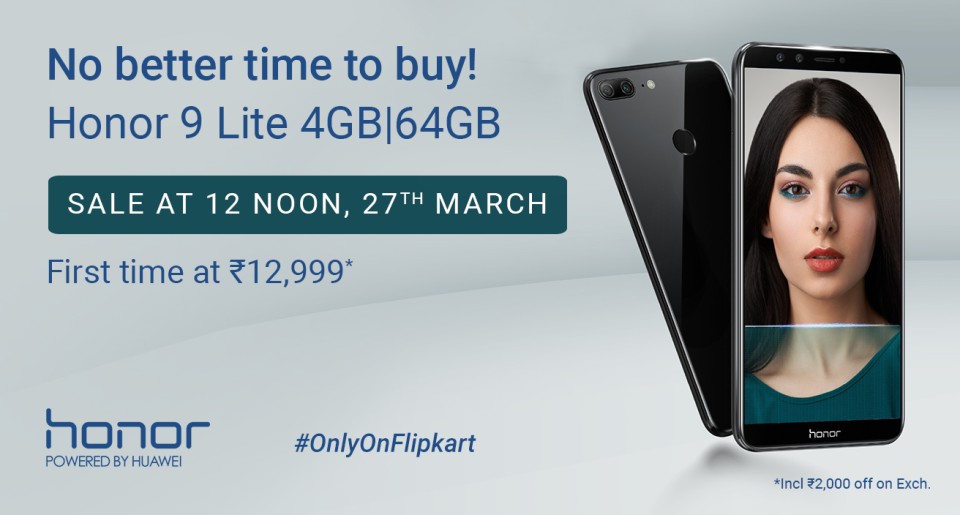 No better time to buy!
Honor 9 Lite 4GB|64GB
SALE AT 12 NOON, 27TH MARCH
First time at ₹12,999*
honor
POWERED BY HUAWEI
#OnlyOnFlipkart
honor
*Incl ₹2,000 off on Exch.